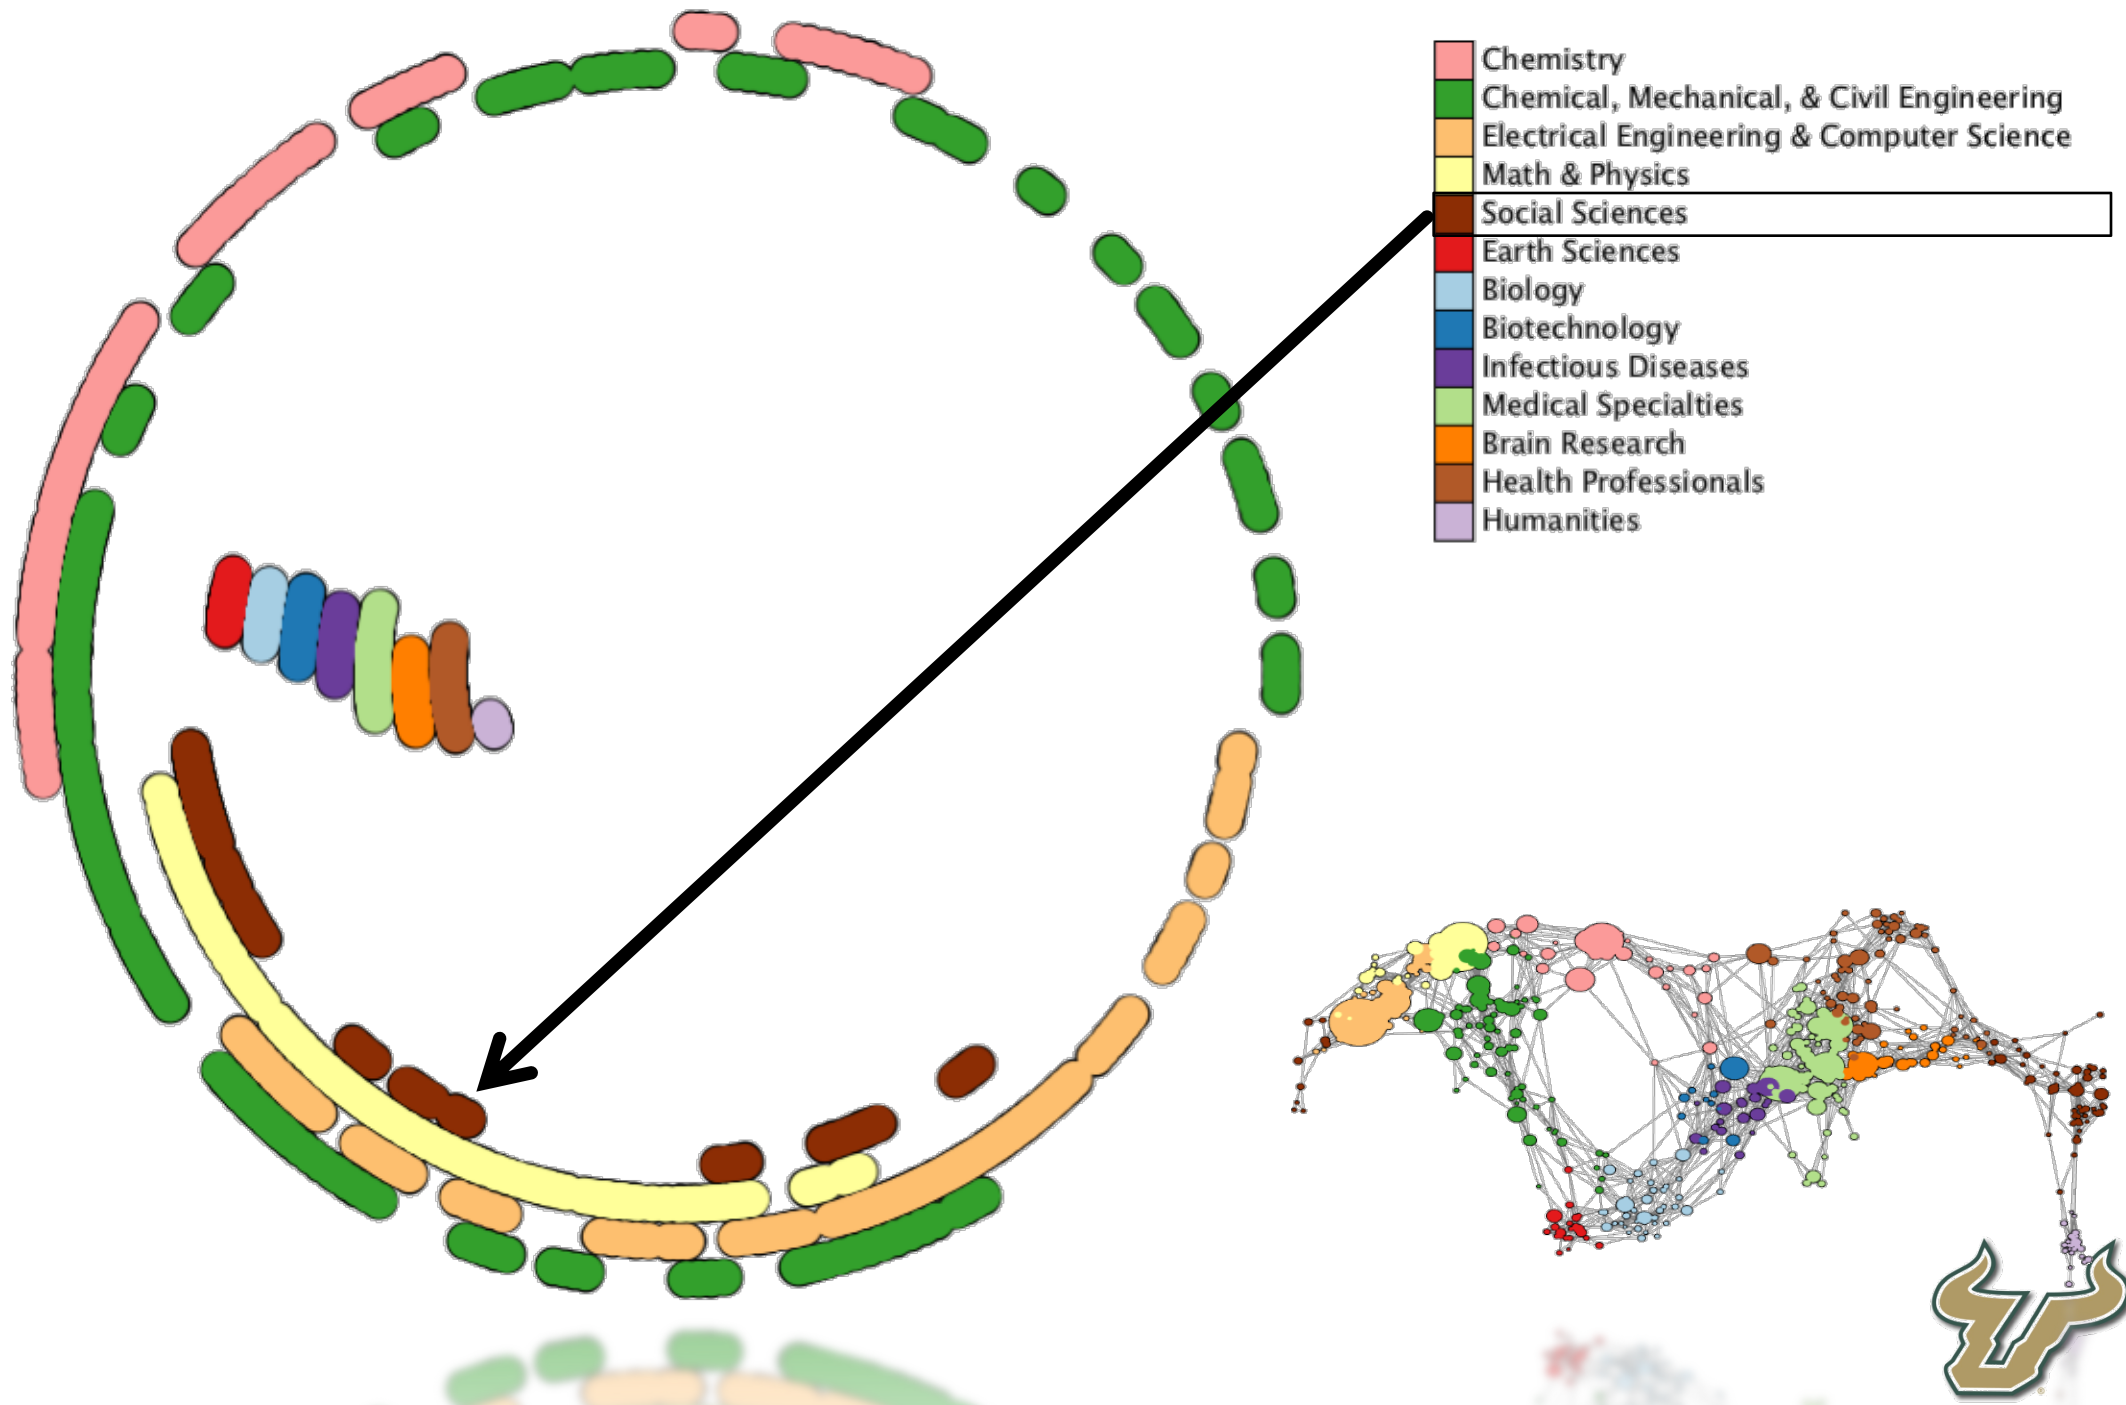 Chemistry
Chemical, Mechanical, & Civil Engineering
Electrical Engineering & Computer Science
Math & Physics
Social Sciences
Earth Sciences
Biology
Biotechnology
Infectious Diseases
Medical Specialties
Brain Research
Health Professionals
Humanities
U